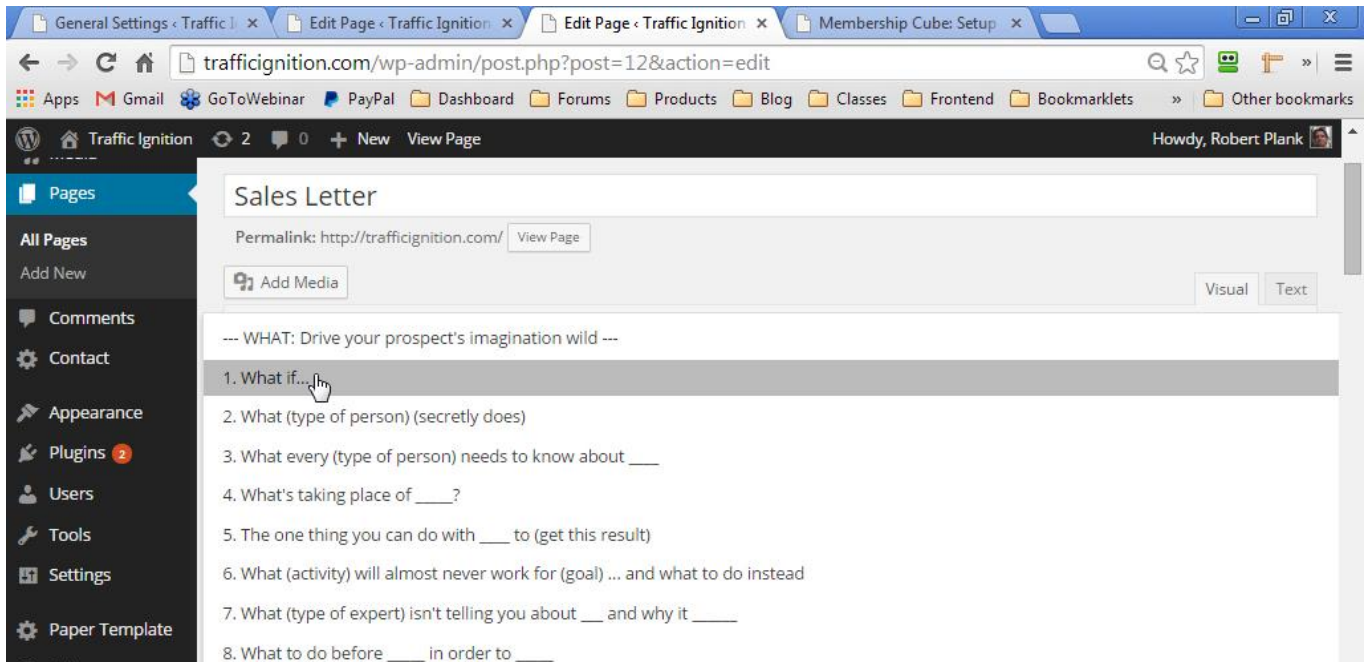 General Settings ‹ Traffic I
Edit Page ‹ Traffic Ignition
Edit Page ‹ Traffic Ignition
Membership Cube: Setup
trafficignition.com/wp-admin/post.php?post=12&action=edit
Apps Gmail GoToWebinar PayPal Dashboard Forums Products Blog Classes Frontend Bookmarklets » Other bookmarks
Traffic Ignition 2 0 + New View Page Howdy, Robert Plank
Media
Pages
All Pages
Add New
Comments
Contact
Appearance
Plugins 2
Users
Tools
Settings
Paper Template
Sales Letter
Permalink: http://trafficignition.com/ View Page
Add Media
Visual Text
--- WHAT: Drive your prospect's imagination wild ---
1. What if...
2. What (type of person) (secretly does)
3. What every (type of person) needs to know about ____
4. What's taking place of _____?
5. The one thing you can do with ____ to (get this result)
6. What (activity) will almost never work for (goal) ... and what to do instead
7. What (type of expert) isn't telling you about ___ and why it ______
8. What to do before _____ in order to _____